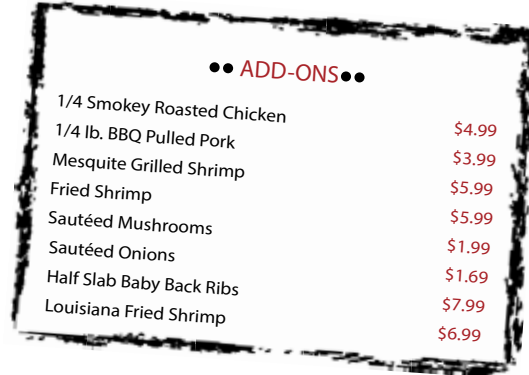 •• ADD-ONS••
1/4 Smokey Roasted Chicken $4.99
1/4 lb. BBQ Pulled Pork $3.99
Mesquite Grilled Shrimp $5.99
Fried Shrimp $5.99
Sautéed Mushrooms $1.99
Sautéed Onions $1.69
Half Slab Baby Back Ribs $7.99
Louisiana Fried Shrimp $6.99